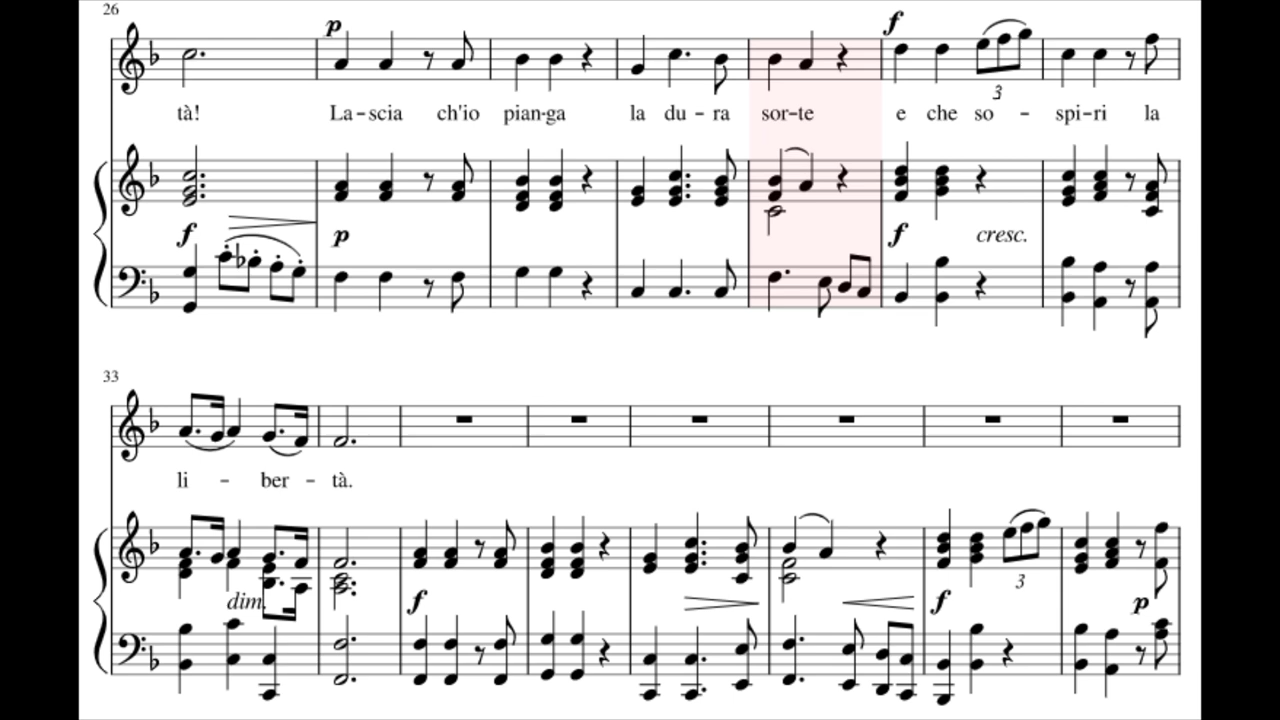 26
p f
tà! La-scia ch'io pian-ga la du-ra sor-te e che so - spi-ri la
3
f p f cresc.
33
li - ber - tà.
dim. f f p
3